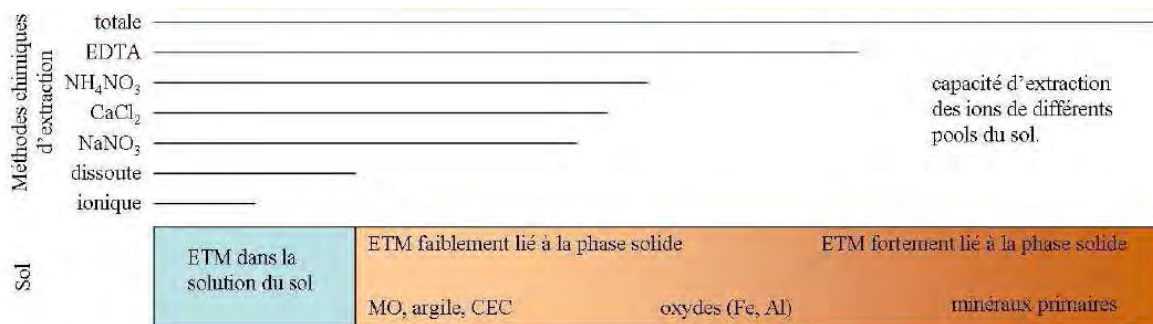 Méthodes chimiques
d'extraction
totale
EDTA
NH₄NO₃
CaCl₂
NaNO₃
dissoute
ionique
capacité d'extraction
des ions de différents
pools du sol.
Sol
ETM dans la
solution du sol
ETM faiblement lié à la phase solide
ETM fortement lié à la phase solide
MO, argile, CEC
oxydes (Fe, Al)
minéraux primaires